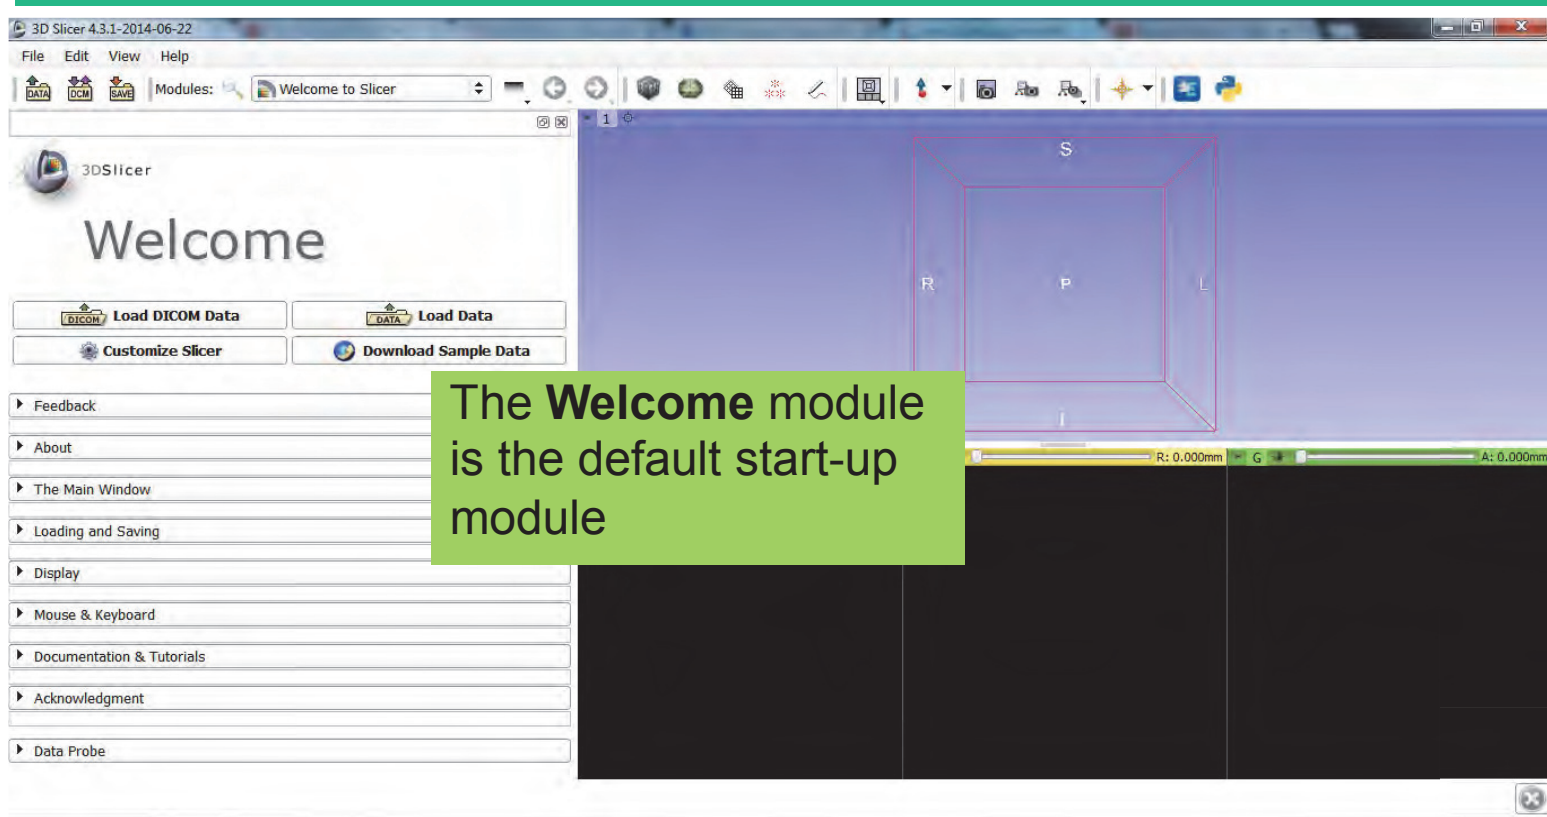 3D Slicer 4.3.1-2014-06-22
File Edit View Help
DATA DCM SAVE Modules: Welcome to Slicer
1
3DSlicer
Welcome
DICOM Load DICOM Data
DATA Load Data
Customize Slicer
Download Sample Data
Feedback
About
The Main Window
Loading and Saving
Display
Mouse & Keyboard
Documentation & Tutorials
Acknowledgment
Data Probe
S
R P L
I
R: 0.000mm G A: 0.000mm
The Welcome module
is the default start-up
module